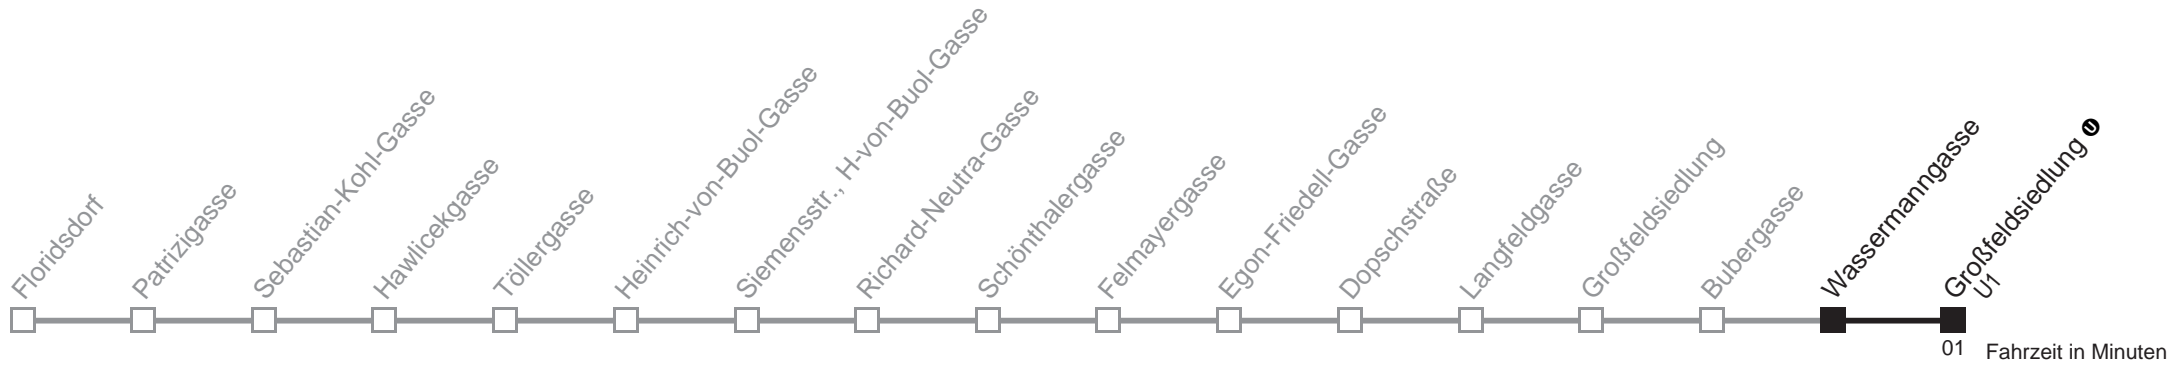 Floridsdorf
Patrizigasse
Sebastian-Kohl-Gasse
Hawlicekgasse
Töllergasse
Heinrich-von-Buol-Gasse
Siemensstr., H-von-Buol-Gasse
Richard-Neutra-Gasse
Schönthalergasse
Felmayergasse
Egon-Friedell-Gasse
Dopschstraße
Langfeldgasse
Großfeldsiedlung
Bubergasse
Wassermanngasse
Großfeldsiedlung U
U1
01
Fahrzeit in Minuten